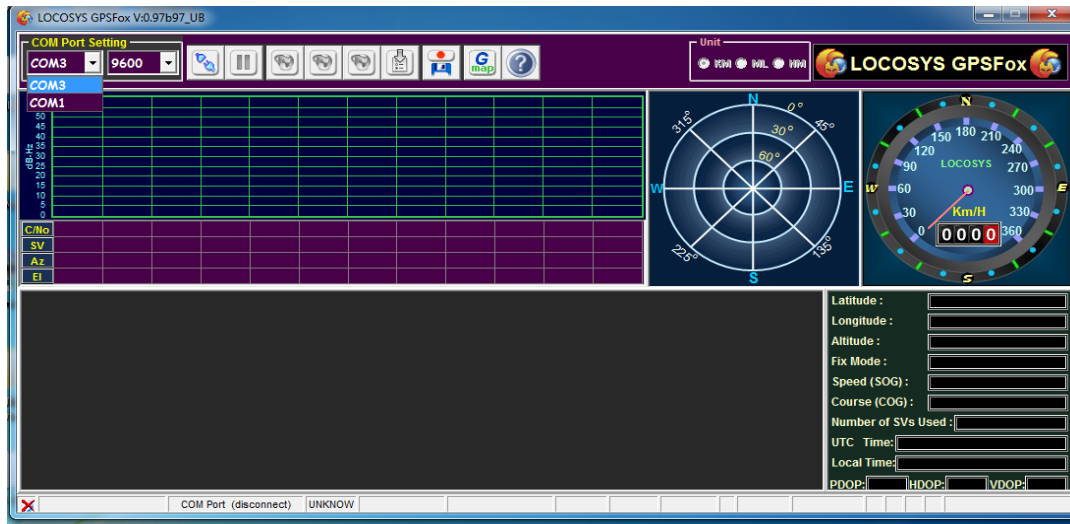 LOCOSYS GPSFox V:0.97b97_UB
COM Port Setting
COM3 9600
COM3
COM1
G map
?
Unit
KM ML NM
LOCOSYS GPSFox
dB-Hz
50
45
40
35
30
25
20
15
10
5
0
C/No
SV
Az
El
N
0°
315° 30° 45°
60°
W E
225° 135°
S
N
150 180 210
120 240
90 LOCOSYS 270
W 60 300 E
30 Km/H 330
0 0000 360
S
Latitude :
Longitude :
Altitude :
Fix Mode :
Speed (SOG) :
Course (COG) :
Number of SVs Used :
UTC Time:
Local Time:
PDOP: HDOP: VDOP:
COM Port (disconnect) UNKNOW